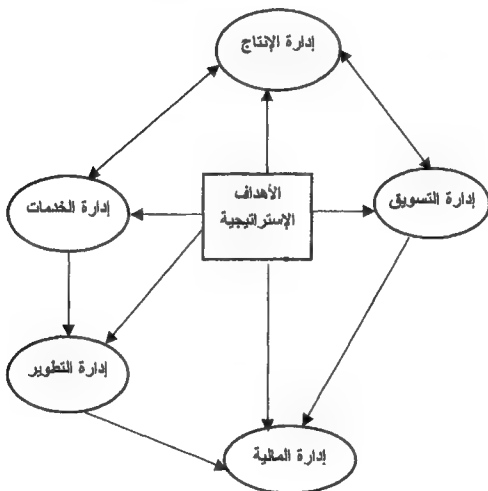 إدارة الإنتاج
الأهداف
الإستراتيجية
إدارة التسويق
إدارة الخدمات
إدارة التطوير
إدارة المالية